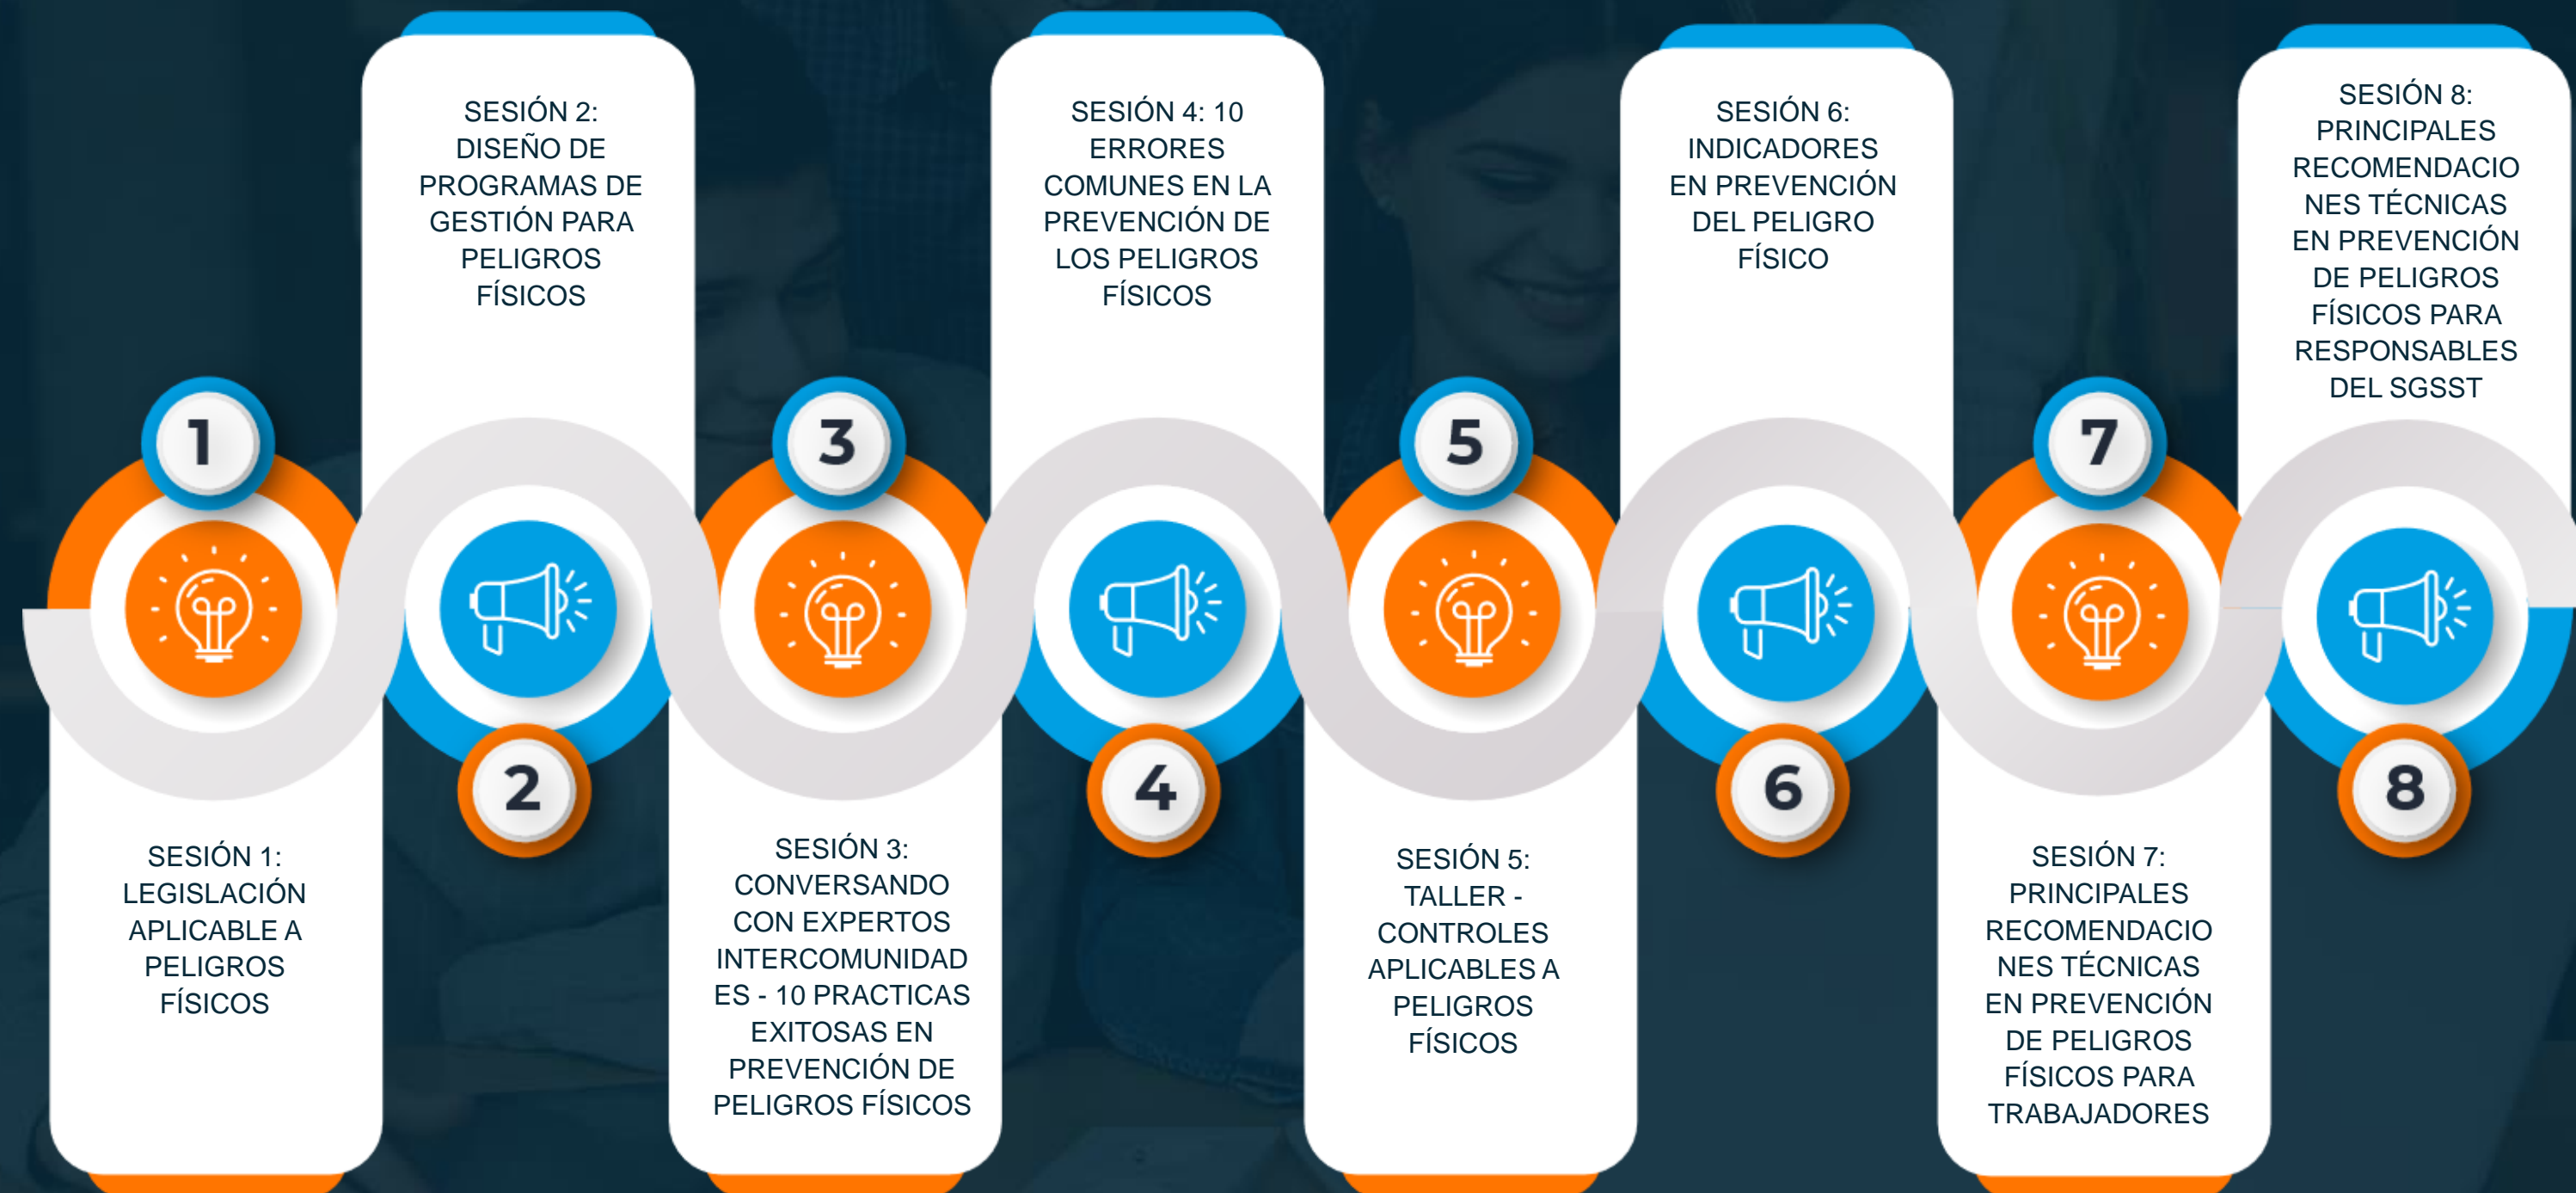 1
SESIÓN 1:
LEGISLACIÓN
APLICABLE A
PELIGROS
FÍSICOS
SESIÓN 2:
DISEÑO DE
PROGRAMAS DE
GESTIÓN PARA
PELIGROS
FÍSICOS
2
3
SESIÓN 3:
CONVERSANDO
CON EXPERTOS
INTERCOMUNIDAD
ES - 10 PRACTICAS
EXITOSAS EN
PREVENCIÓN DE
PELIGROS FÍSICOS
SESIÓN 4: 10
ERRORES
COMUNES EN LA
PREVENCIÓN DE
LOS PELIGROS
FÍSICOS
4
5
SESIÓN 5:
TALLER -
CONTROLES
APLICABLES A
PELIGROS
FÍSICOS
SESIÓN 6:
INDICADORES
EN PREVENCIÓN
DEL PELIGRO
FÍSICO
6
7
SESIÓN 7:
PRINCIPALES
RECOMENDACIO
NES TÉCNICAS
EN PREVENCIÓN
DE PELIGROS
FÍSICOS PARA
TRABAJADORES
SESIÓN 8:
PRINCIPALES
RECOMENDACIO
NES TÉCNICAS
EN PREVENCIÓN
DE PELIGROS
FÍSICOS PARA
RESPONSABLES
DEL SGSST
8